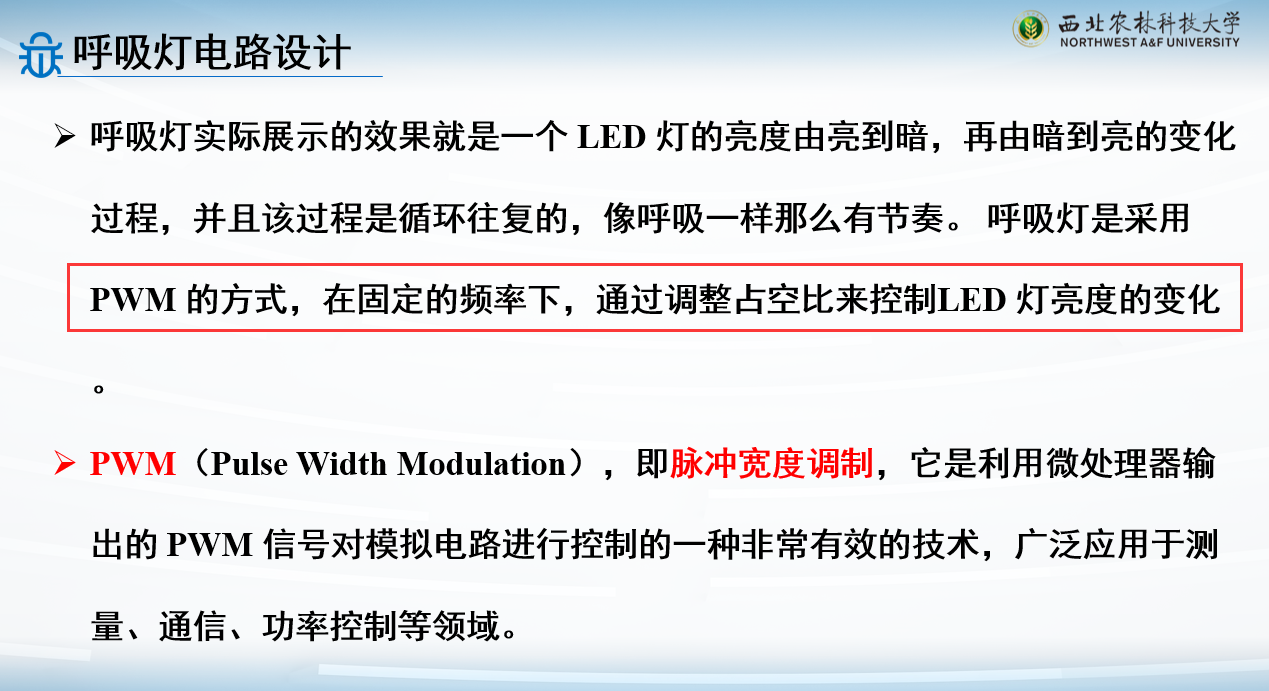 呼吸灯电路设计
西北农林科技大学
NORTHWEST A&F UNIVERSITY
➢ 呼吸灯实际展示的效果就是一个 LED 灯的亮度由亮到暗，再由暗到亮的变化
过程，并且该过程是循环往复的，像呼吸一样那么有节奏。 呼吸灯是采用
PWM 的方式，在固定的频率下，通过调整占空比来控制LED 灯亮度的变化
。
➢ PWM（Pulse Width Modulation），即脉冲宽度调制，它是利用微处理器输
出的 PWM 信号对模拟电路进行控制的一种非常有效的技术，广泛应用于测
量、通信、功率控制等领域。